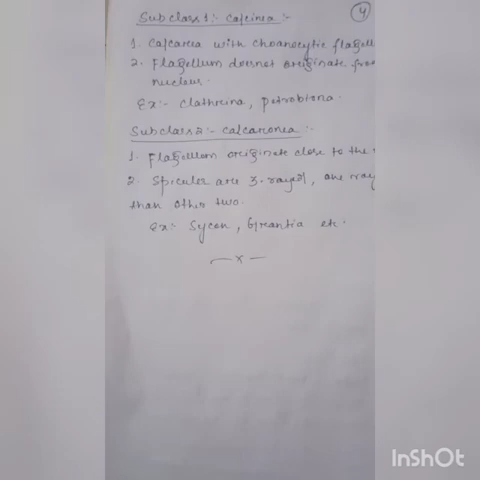 Subclass 1:- Calcinea :-
4
1. Calcarea with choanocytic flagell
2. Flagellum doesnot originate fro
nucleus.
Ex:- Clathrina, petrobiona.
Subclass 2:- Calcaronea :-
1. Flagellum originate close to the
2. Spicules are 3-rayed, one ray
than other two.
Ex:- Sycon, Grantia etc.
—x—
InShOt